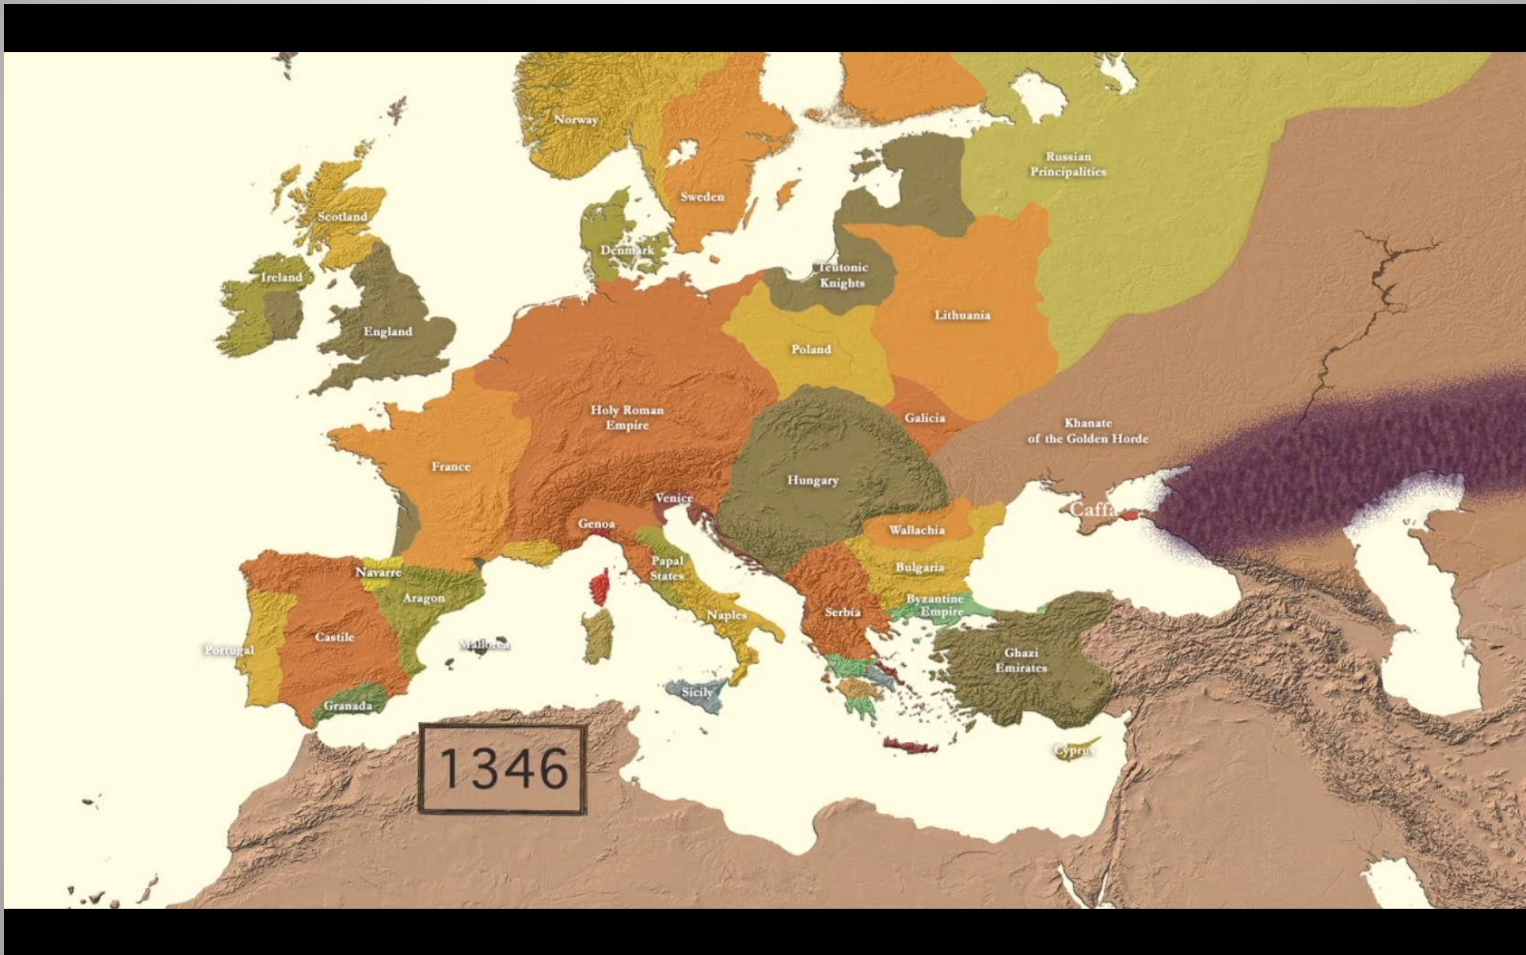 Norway
Russian
Principalities
Sweden
Scotland
Denmark
Ireland
Teutonic
Knights
England
Lithuania
Poland
Holy Roman
Empire
Galicia
Khanate
of the Golden Horde
France
Hungary
Venice
Caffa
Genoa
Wallachia
Navarre
Papal
States
Bulgaria
Aragon
Byzantine
Empire
Naples
Serbia
Castile
Portugal
Mallorca
Ghazi
Emirates
Sicily
Granada
Cyprus
1346